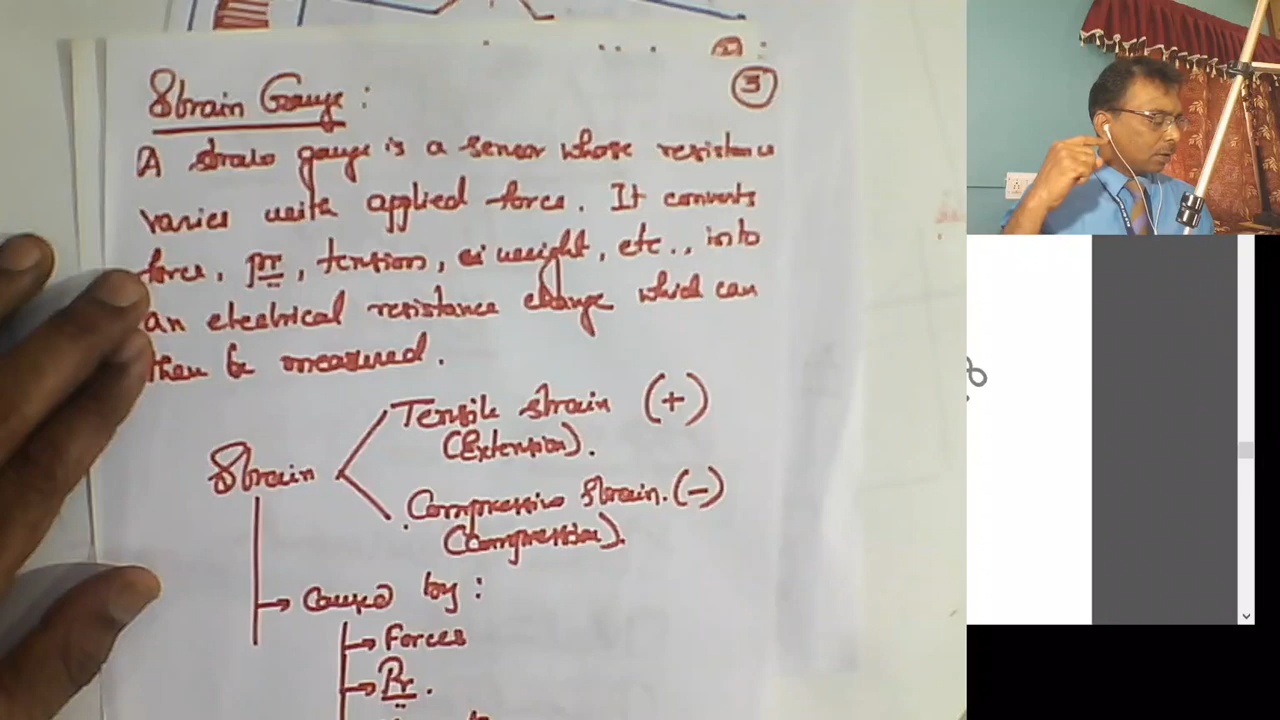 3
Strain Gauge:
A strain gauge is a sensor whose resistance
varies with applied force. It converts
force, pr, tension, weight, etc., into
an electrical resistance change which can
then be measured.
Tensile strain (+)
(Extension).
Strain
Compressive strain. (-)
(Compression).
Caused by:
Forces
Pr.